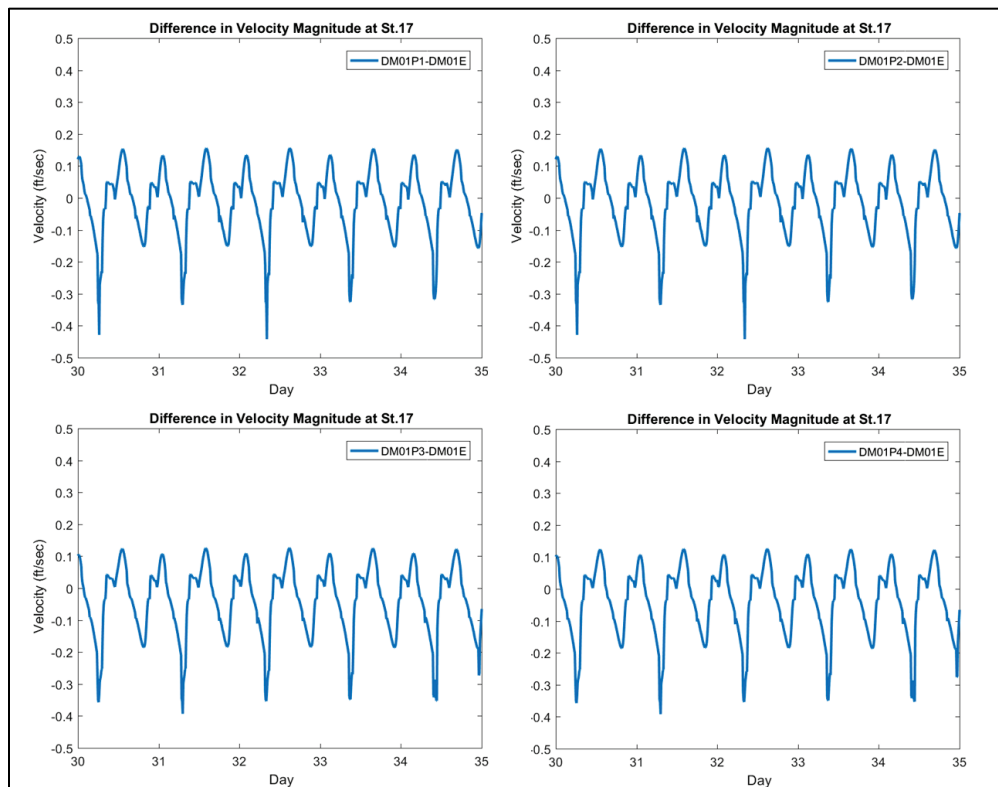 Difference in Velocity Magnitude at St.17
DM01P1-DM01E
Velocity (ft/sec)
0.5
0.4
0.3
0.2
0.1
0
-0.1
-0.2
-0.3
-0.4
-0.5
30 31 32 33 34 35
Day
Difference in Velocity Magnitude at St.17
DM01P2-DM01E
Velocity (ft/sec)
0.5
0.4
0.3
0.2
0.1
0
-0.1
-0.2
-0.3
-0.4
-0.5
30 31 32 33 34 35
Day
Difference in Velocity Magnitude at St.17
DM01P3-DM01E
Velocity (ft/sec)
0.5
0.4
0.3
0.2
0.1
0
-0.1
-0.2
-0.3
-0.4
-0.5
30 31 32 33 34 35
Day
Difference in Velocity Magnitude at St.17
DM01P4-DM01E
Velocity (ft/sec)
0.5
0.4
0.3
0.2
0.1
0
-0.1
-0.2
-0.3
-0.4
-0.5
30 31 32 33 34 35
Day